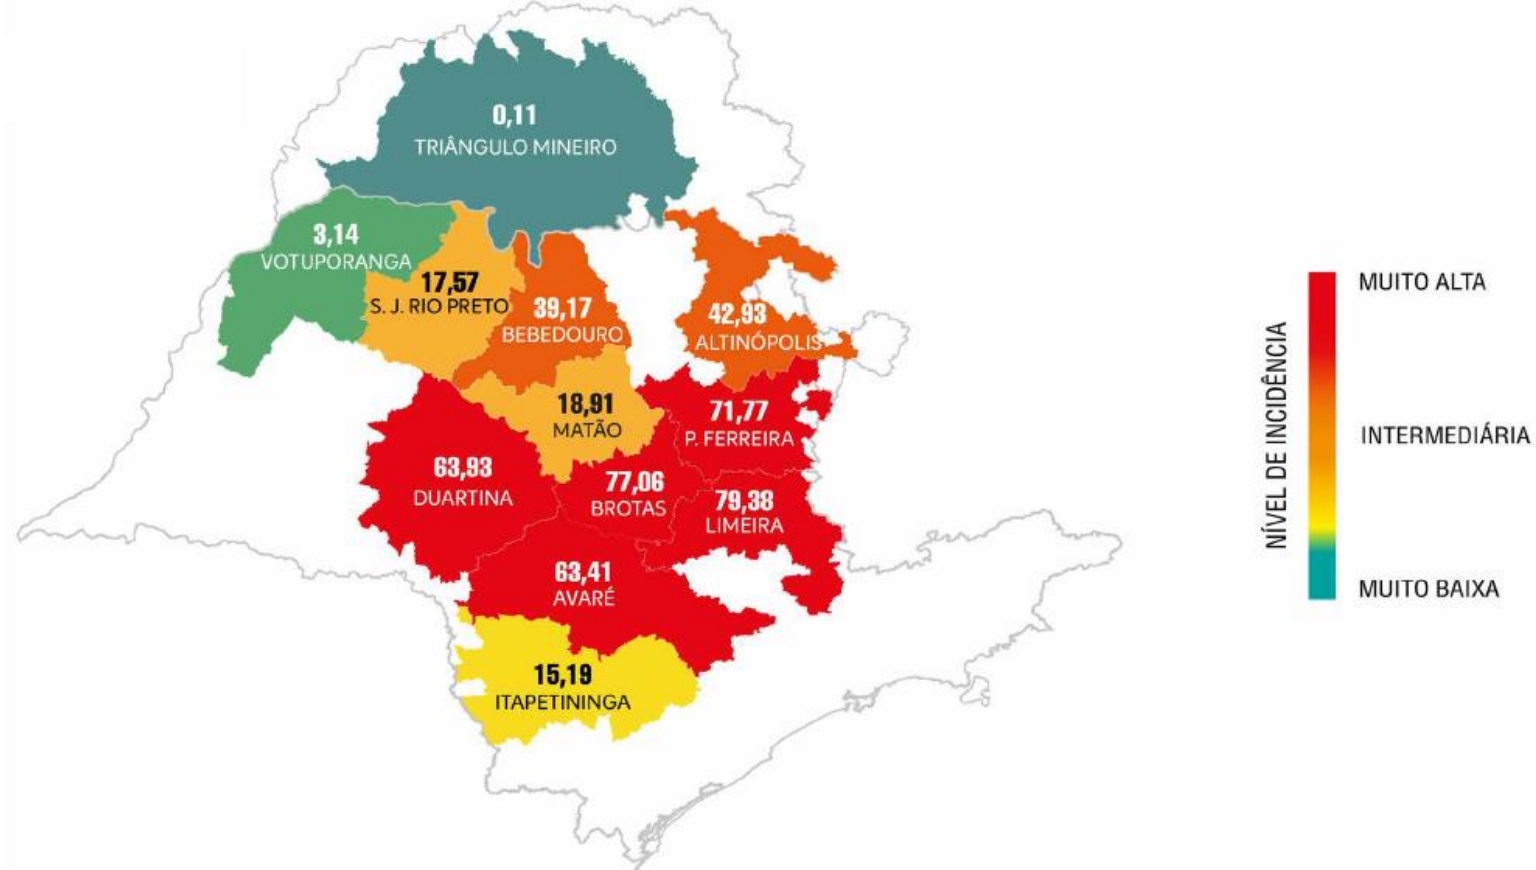 0,11
TRIÂNGULO MINEIRO
3,14
VOTUPORANGA
17,57
S. J. RIO PRETO
39,17
BEBEDOURO
42,93
ALTINÓPOLIS
18,91
MATÃO
71,77
P. FERREIRA
63,93
DUARTINA
77,06
BROTAS
79,38
LIMEIRA
63,41
AVARÉ
15,19
ITAPETININGA
NÍVEL DE INCIDÊNCIA
MUITO ALTA
INTERMEDIÁRIA
MUITO BAIXA